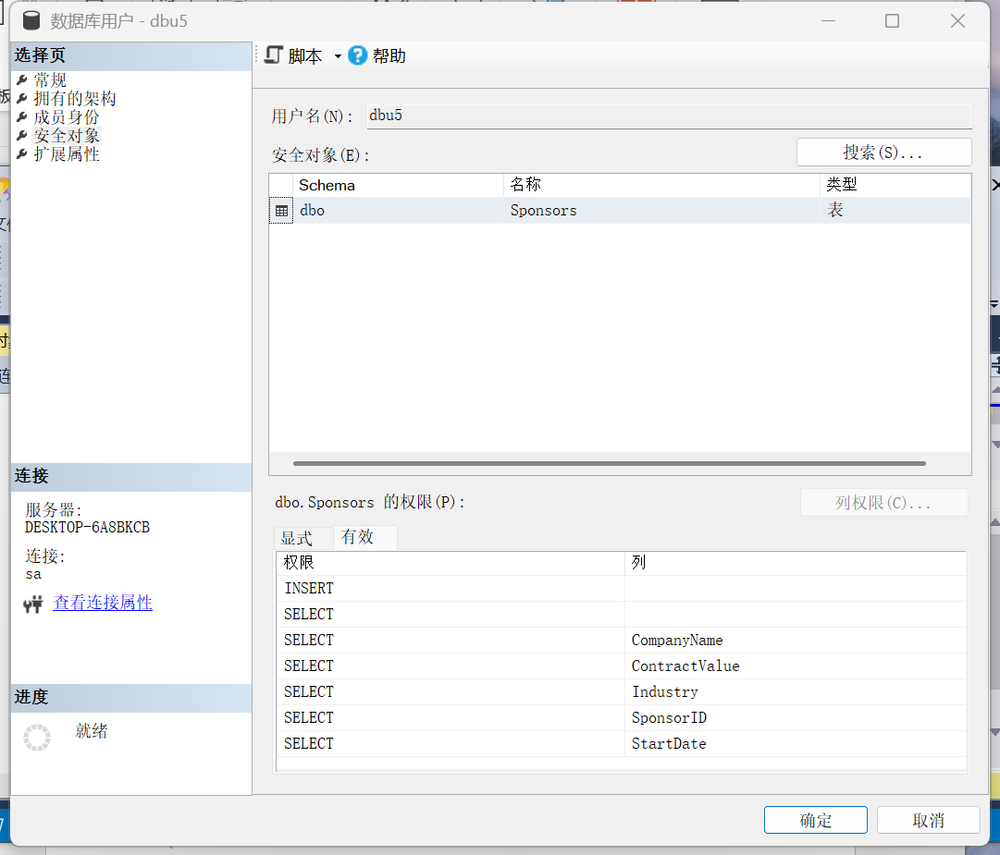 数据库用户 - dbu5
选择页
常规
拥有的架构
成员身份
安全对象
扩展属性
脚本
帮助
用户名(N):
dbu5
安全对象(E):
搜索(S)...
Schema 名称 类型
dbo Sponsors 表
dbo.Sponsors 的权限(P):
列权限(C)...
显式 有效
权限 列
INSERT
SELECT
SELECT CompanyName
SELECT ContractValue
SELECT Industry
SELECT SponsorID
SELECT StartDate
连接
服务器:
DESKTOP-6A8BKCB
连接:
sa
查看连接属性
进度
就绪
确定 取消